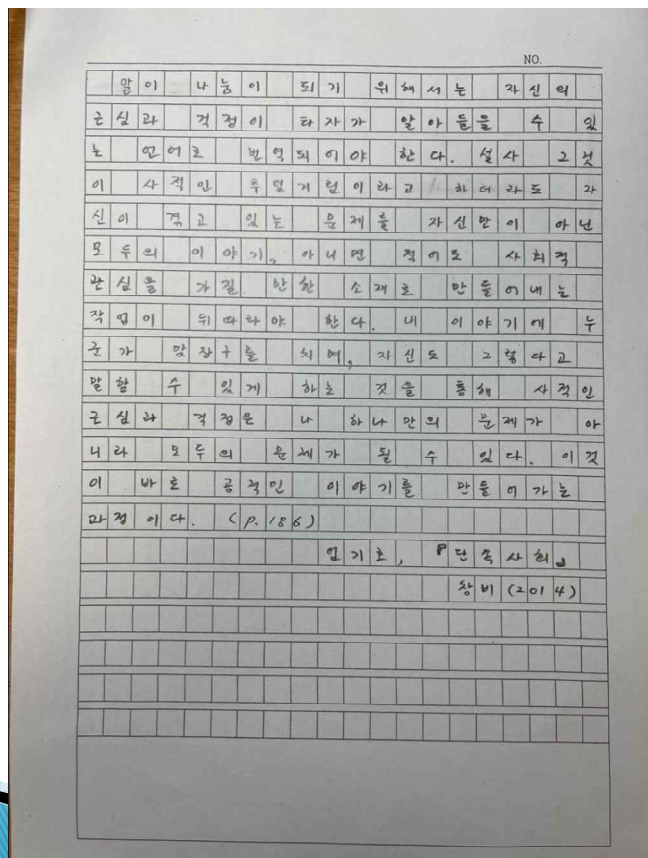 NO.
말이 나눔이 되기 위해서는 자신의
근심과 걱정이 타자가 알아들을 수 있
는 언어로 번역되어야 한다. 설사 그것
이 사적인 푸념거림이라고 하더라도 자
신이 겪고 있는 문제를 자신만이 아닌
모두의 이야기, 아니면 적어도 사회적
관심을 가질 만한 소재로 만들어내는
작업이 뒤따라야 한다. 내 이야기에 누
군가 맞장구를 치며, 자신도 그렇다고
말할 수 있게 하는 것을 통해 사적인
근심과 걱정은 나 하나만의 문제가 아
니라 모두의 문제가 될 수 있다. 이것
이 바로 공적인 이야기를 만들어가는
과정이다. (p.186)
엄기호, 『단속사회』
창비(2014)